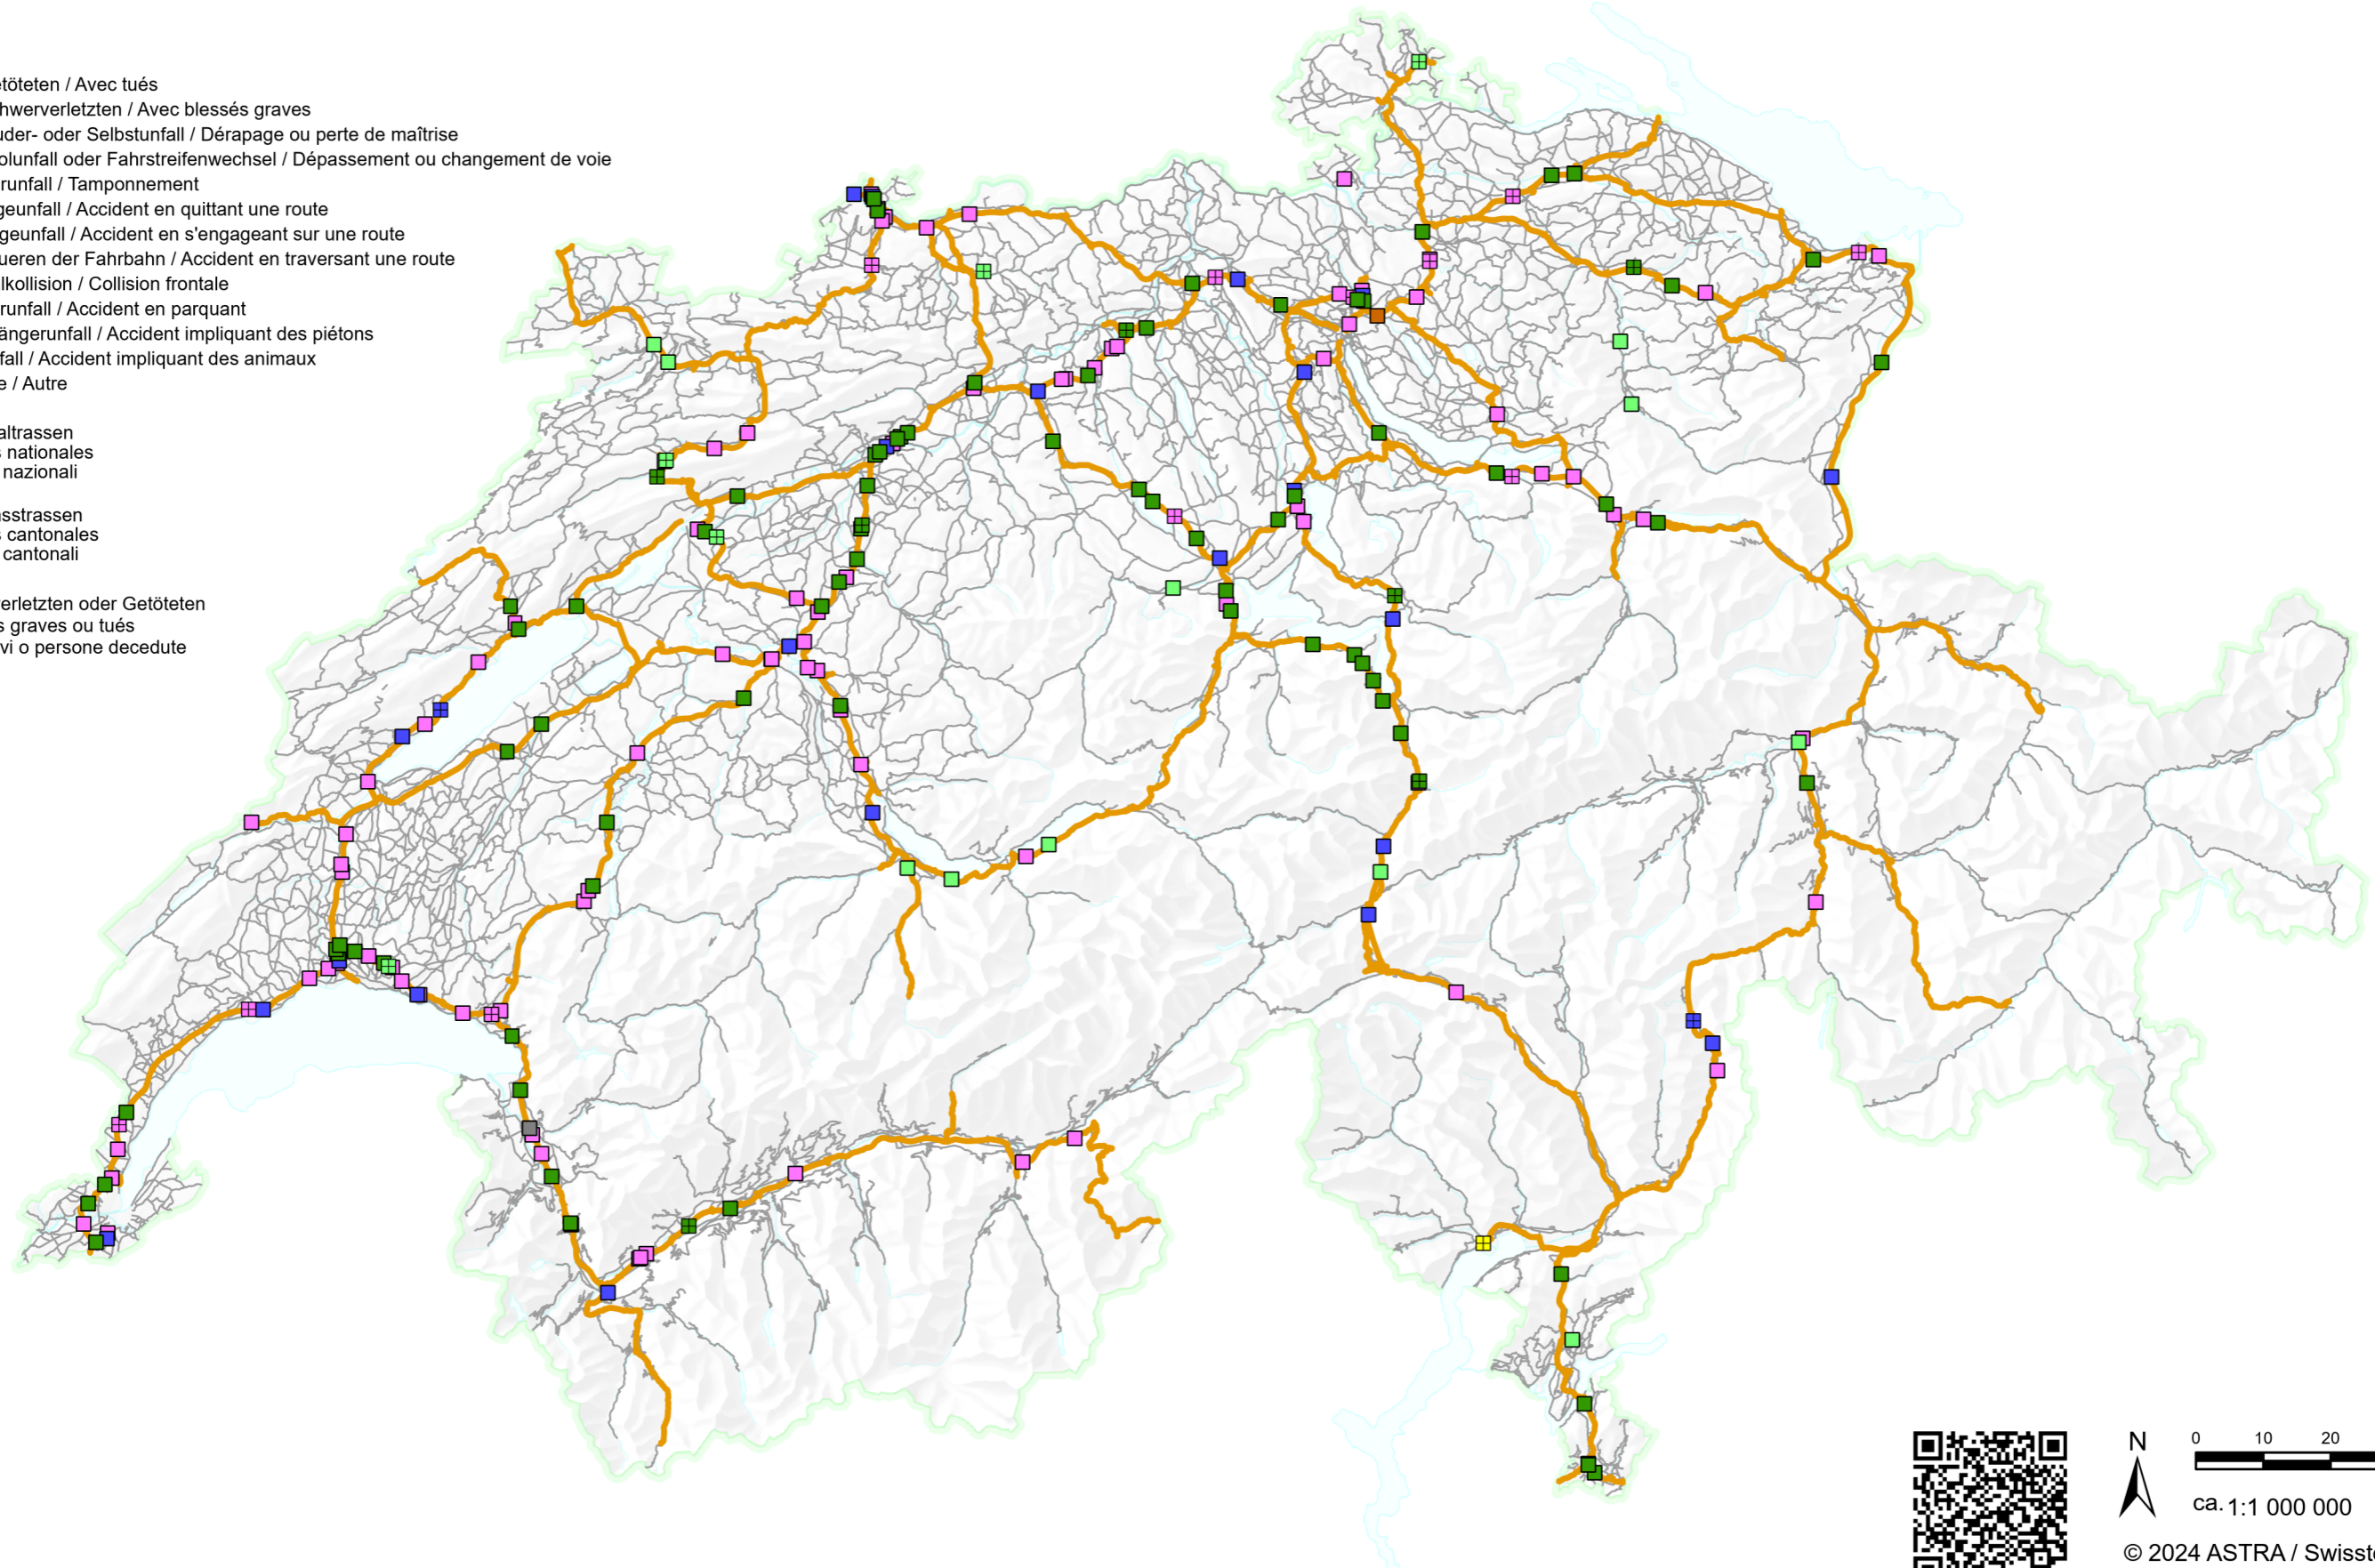 etöteten / Avec tués
hwerverletzten / Avec blessés graves
uder- oder Selbstunfall / Dérapage ou perte de maîtrise
olunfall oder Fahrstreifenwechsel / Dépassement ou changement de voie
runfall / Tamponnement
geunfall / Accident en quittant une route
geunfall / Accident en s'engageant sur une route
ueren der Fahrbahn / Accident en traversant une route
lkollision / Collision frontale
runfall / Accident en parquant
ängerunfall / Accident impliquant des piétons
fall / Accident impliquant des animaux
e / Autre
altrassen
s nationales
nazionali
sstrassen
s cantonales
cantonali
verletzten oder Getöteten
s graves ou tués
vi o persone decedute
N
0 10 20
ca. 1:1 000 000
© 2024 ASTRA / Swissto